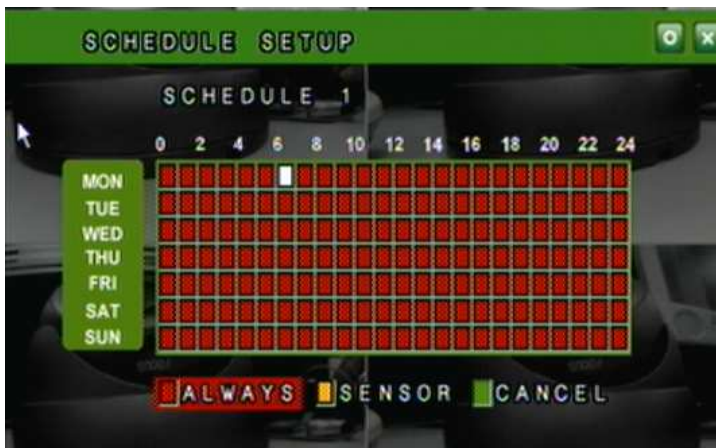 SCHEDULE SETUP
O X
SCHEDULE 1
0 2 4 6 8 10 12 14 16 18 20 22 24
MON
TUE
WED
THU
FRI
SAT
SUN
ALWAYS SENSOR CANCEL